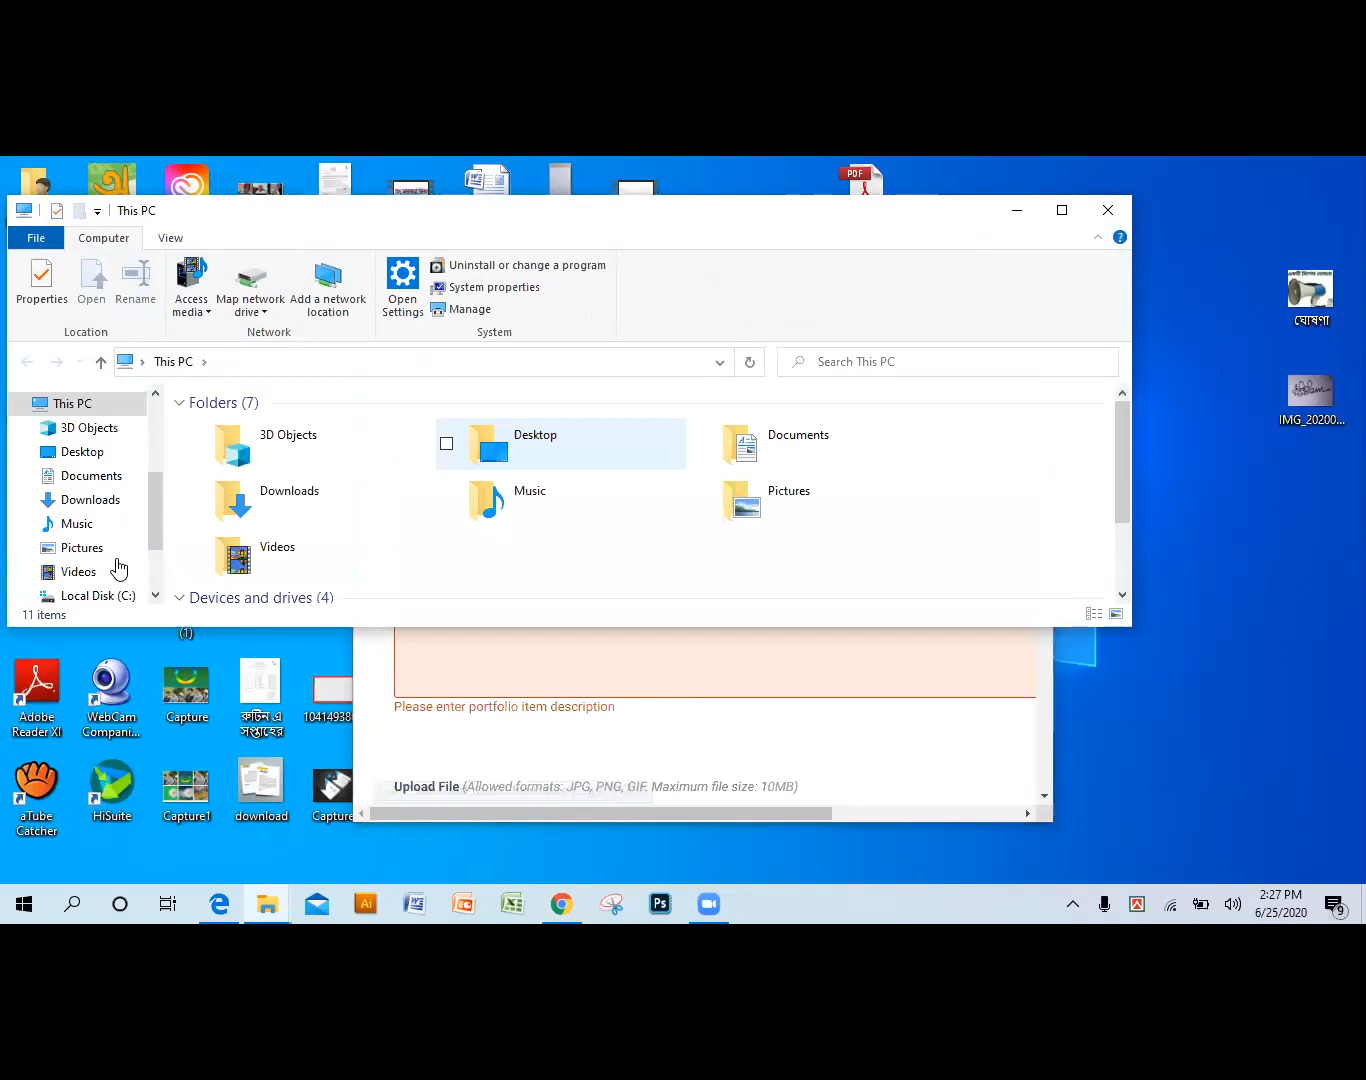 PDF
This PC
File
Computer
View
Properties
Open
Rename
Access
media
Map network
drive
Add a network
location
Open
Settings
Uninstall or change a program
System properties
Manage
Location
Network
System
This PC
Search This PC
This PC
3D Objects
Desktop
Documents
Downloads
Music
Pictures
Videos
Local Disk (C:)
Folders (7)
3D Objects
Desktop
Documents
Downloads
Music
Pictures
Videos
Devices and drives (4)
11 items
ঘোষণা
IMG_20200...
(1)
Adobe
Reader XI
WebCam
Compani...
Capture
রুটিন এ
সপ্তাহের
aTube
Catcher
HiSuite
Capture1
download
Capture
Please enter portfolio item description
Upload File (Allowed formats: JPG, PNG, GIF. Maximum file size: 10MB)
Ai
Ps
2:27 PM
6/25/2020
9